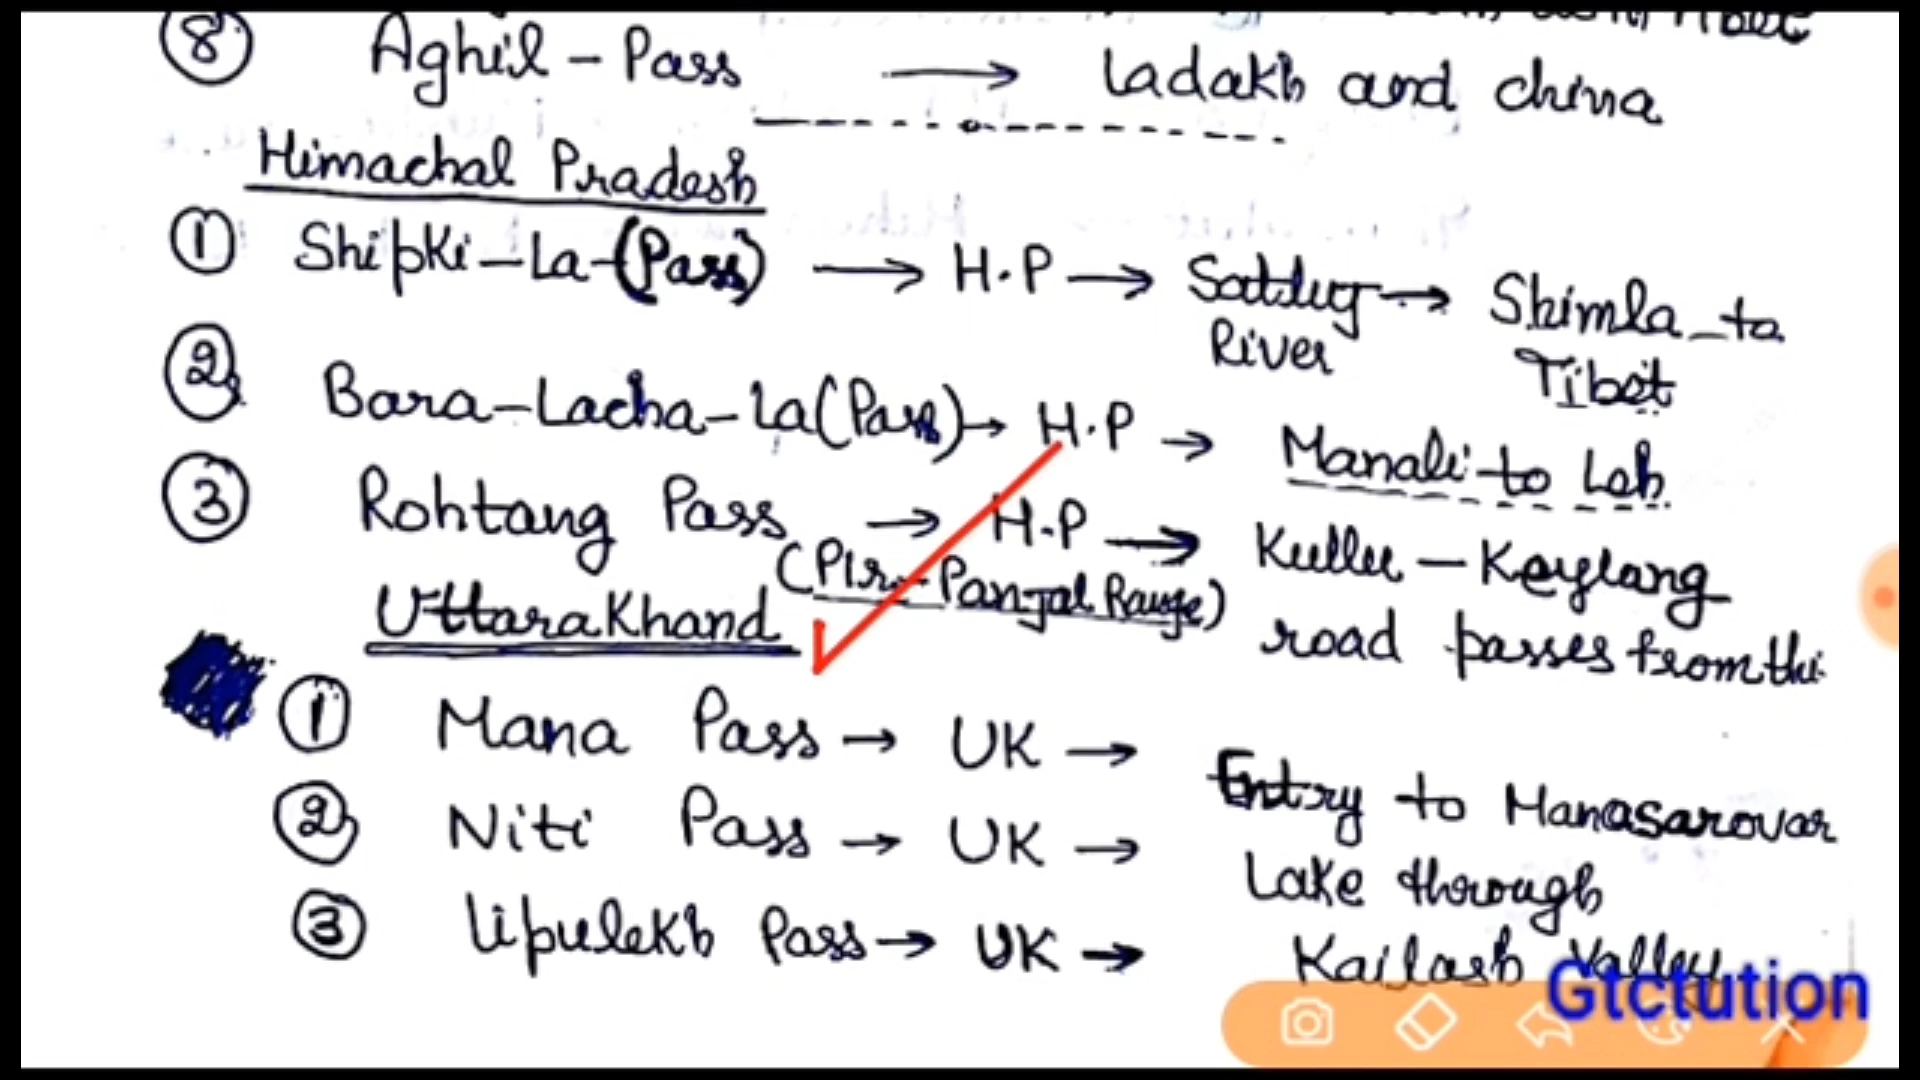 ⑧ Aghil - Pass → Ladakh and china
Himachal Pradesh
① Shipki-La-(Pass) → H.P → Sattlug River → Shimla-to Tibet
② Bara-Lacha-La (Pass) → H.P → Manali-to Leh
③ Rohtang Pass → H.P → Kullu - Keylang
(Pir-Panjal Range) road passes from this
Uttarakhand
① Mana Pass → UK →
② Niti Pass → UK →
③ Lipulekh Pass → UK →
Entry to Manasarovar
Lake through
Kailash Valley
Gtctution